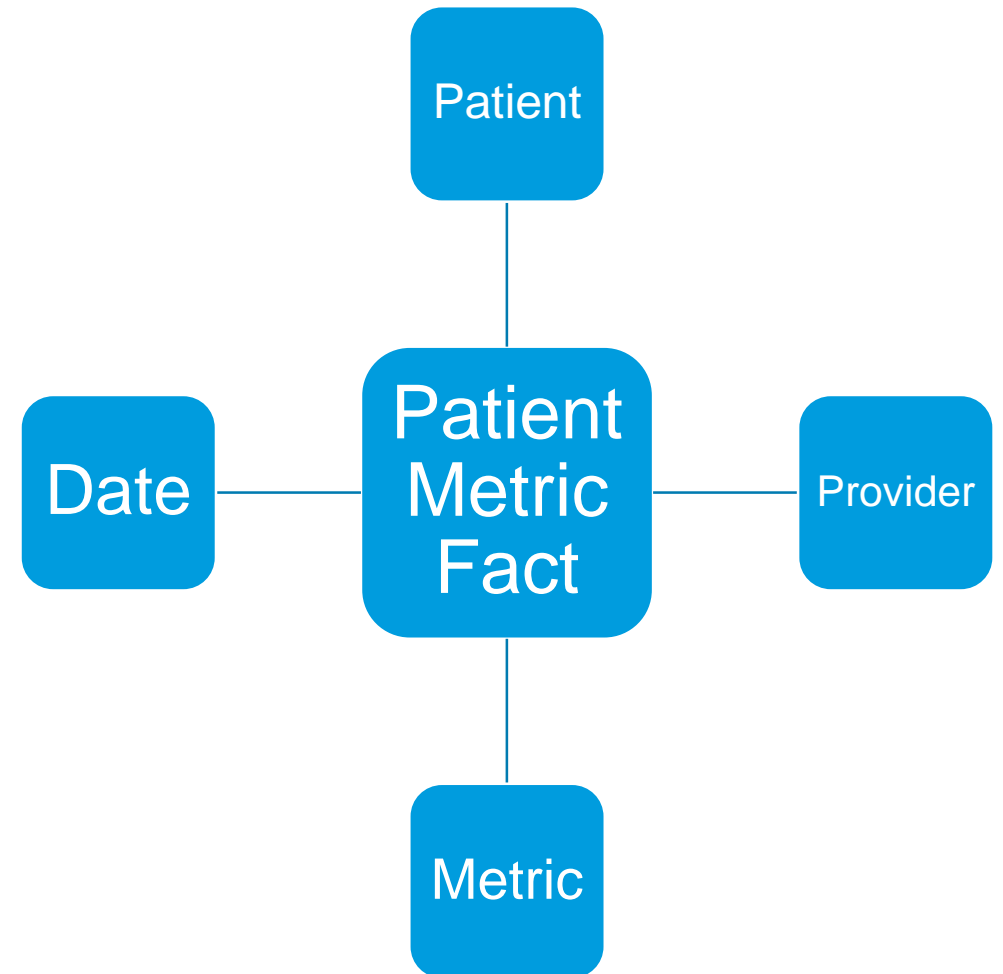 Patient
Patient
Metric
Fact
Date
Provider
Metric